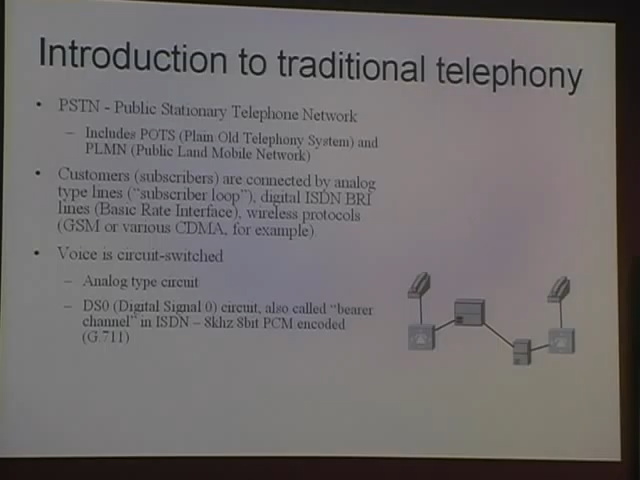 Introduction to traditional telephony
• PSTN - Public Stationary Telephone Network
– Includes POTS (Plain Old Telephony System) and
PLMN (Public Land Mobile Network)
• Customers (subscribers) are connected by analog
type lines ("subscriber loop"), digital ISDN BRI
lines (Basic Rate Interface), wireless protocols
(GSM or various CDMA, for example).
• Voice is circuit-switched
– Analog type circuit
– DS0 (Digital Signal 0) circuit, also called "bearer
channel" in ISDN – 8khz 8bit PCM encoded
(G.711)